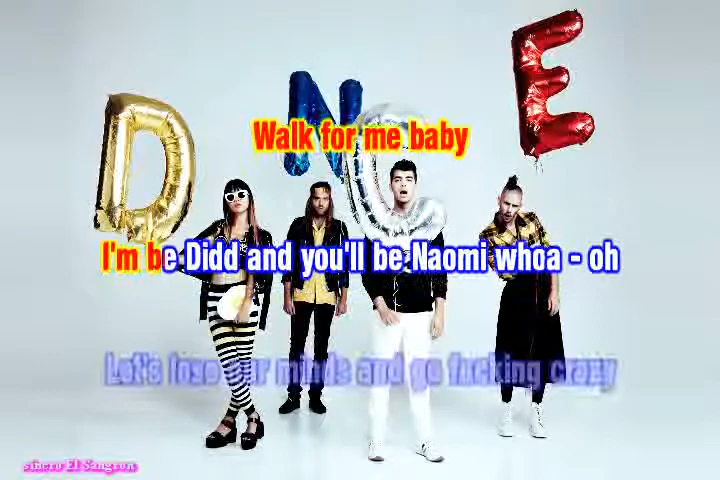 D N C E
Walk for me baby
I'm be Didd and you'll be Naomi whoa - oh
Let's lose our minds and go fucking crazy
sinero El Sangron